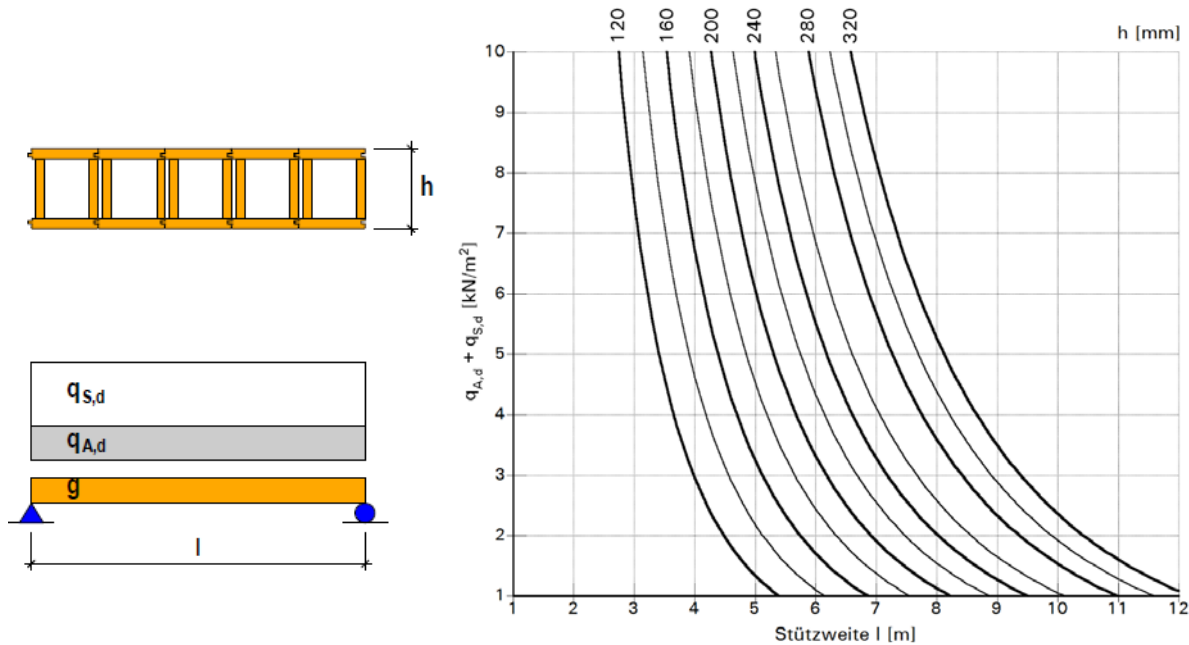 h
q_{S,d}
q_{A,d}
g
l
120 160 200 240 280 320 h [mm]
q_{A,d} + q_{S,d} [kN/m²]
10
9
8
7
6
5
4
3
2
1
1 2 3 4 5 6 7 8 9 10 11 12
Stützweite l [m]